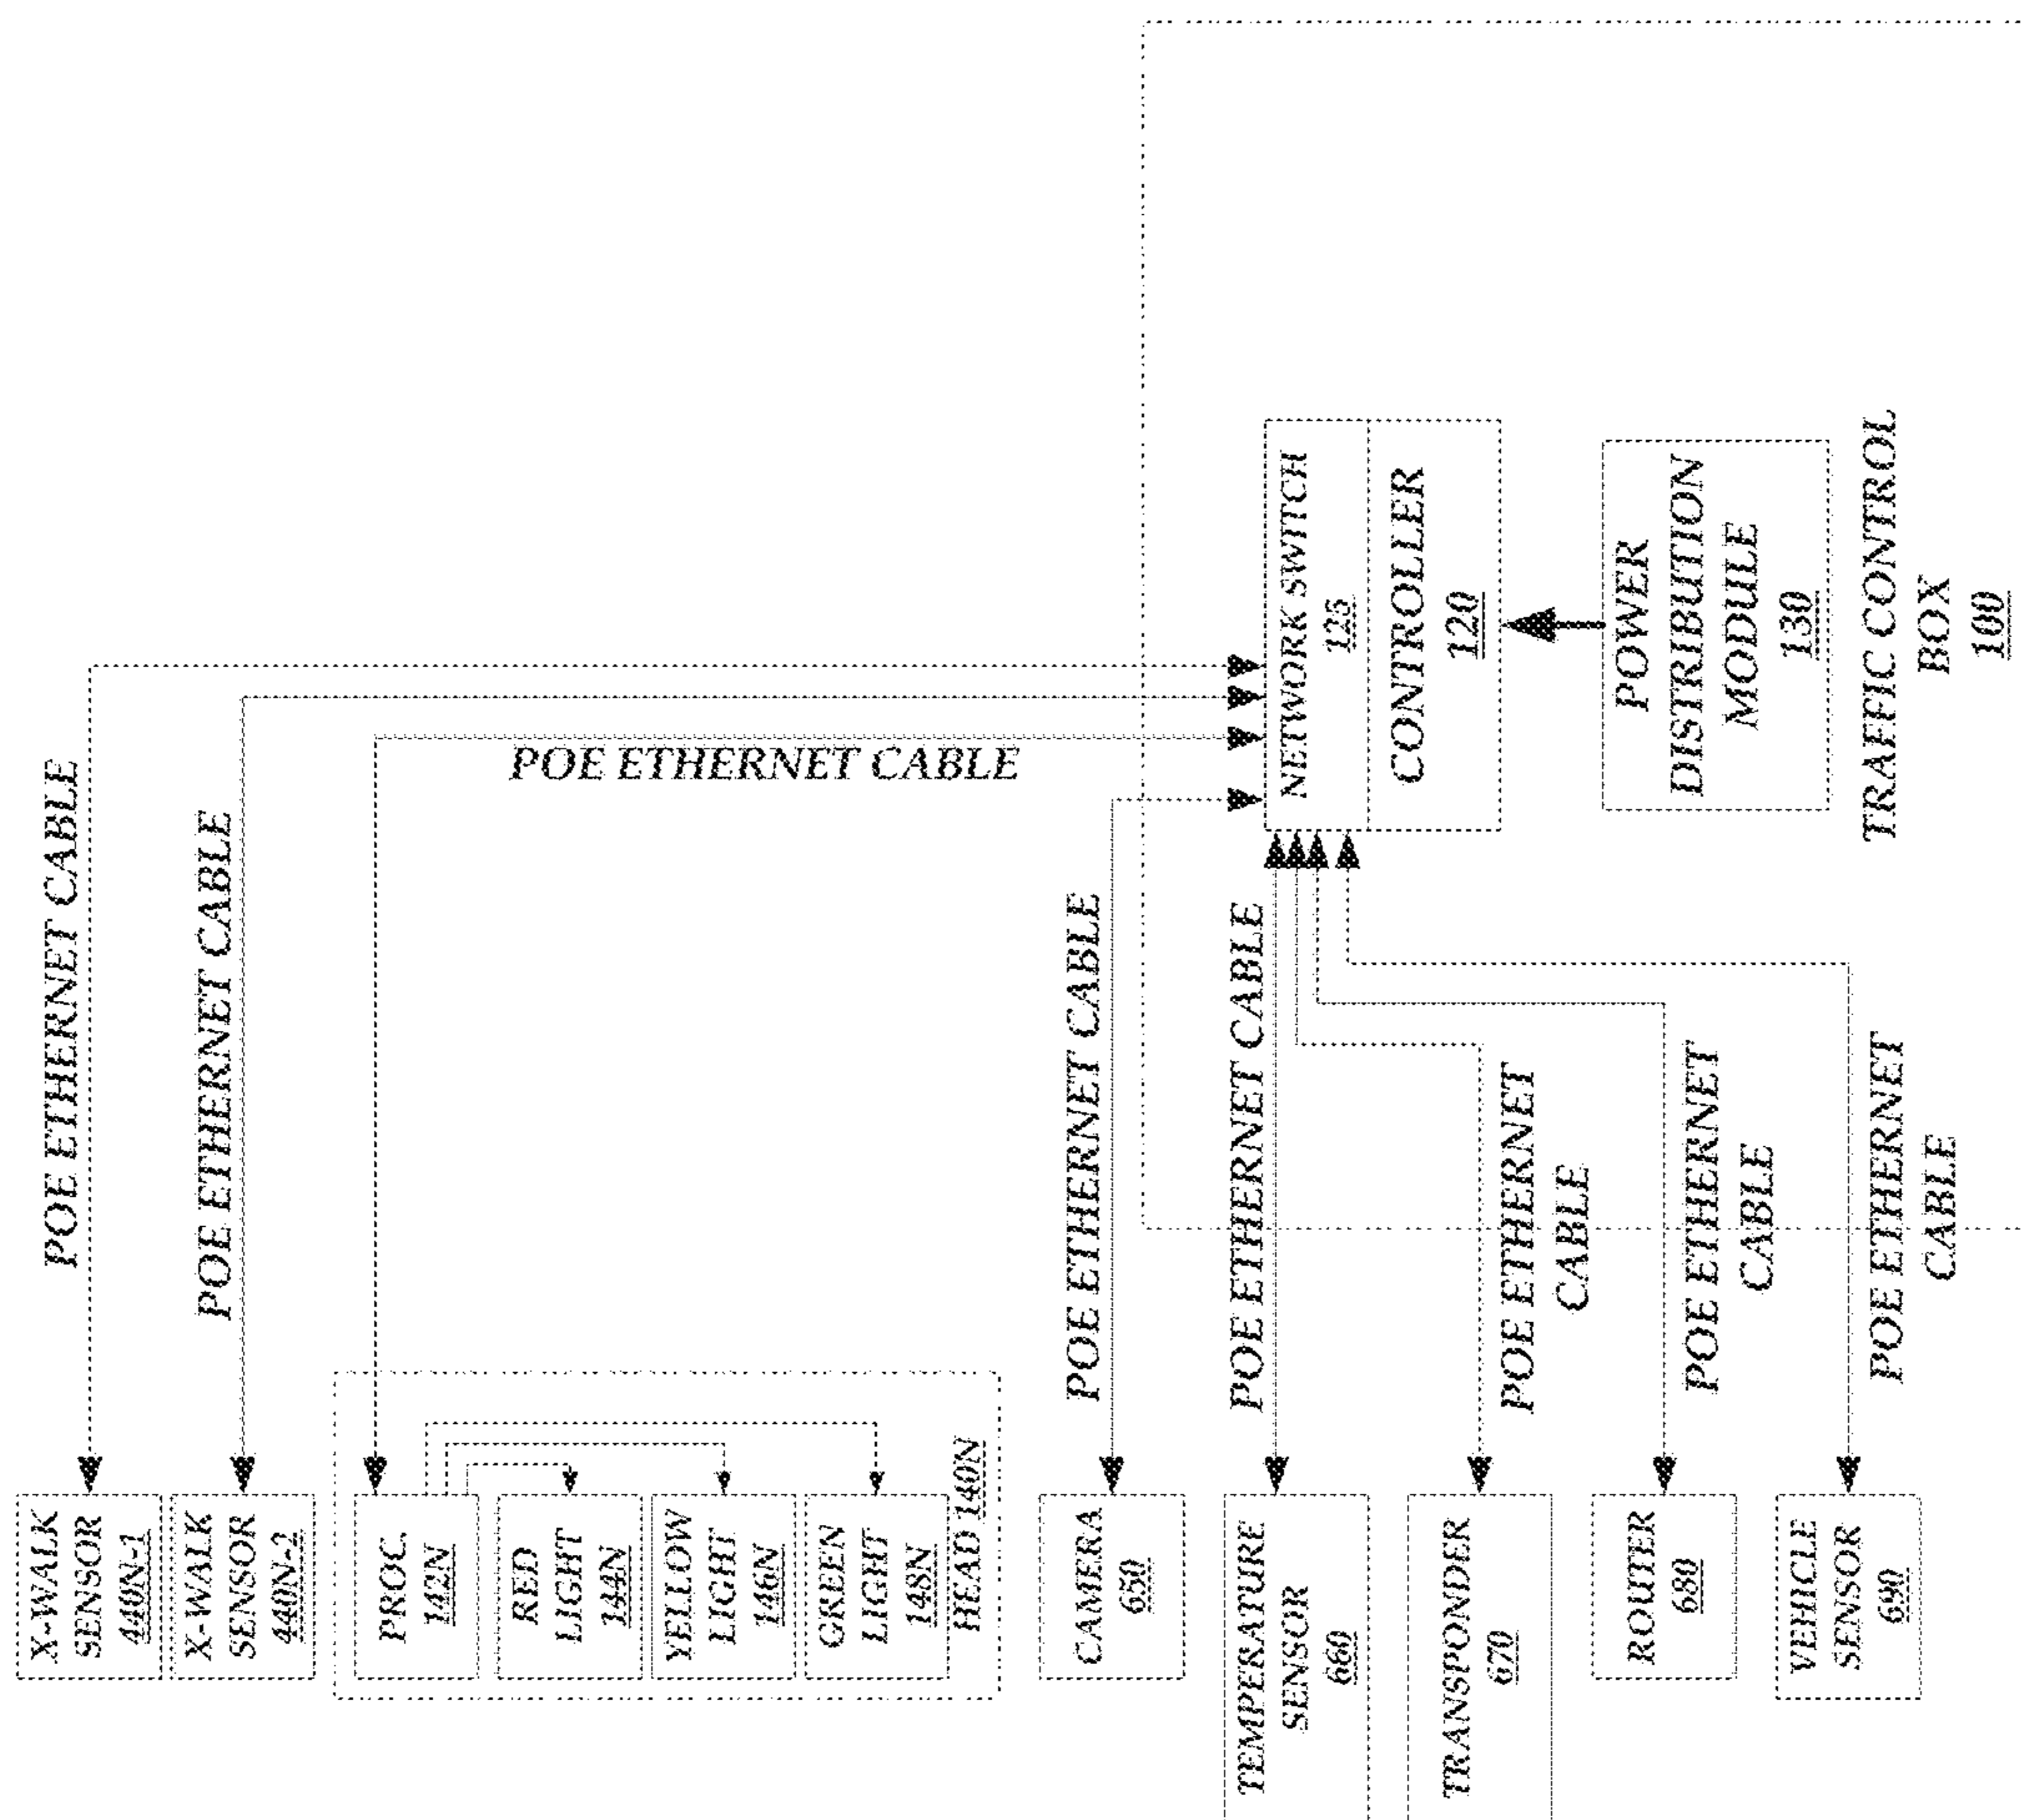 X-WALK
SENSOR
440N-1
POE ETHERNET CABLE
X-WALK
SENSOR
440N-2
POE ETHERNET CABLE
PROC.
142N
RED
LIGHT
144N
YELLOW
LIGHT
146N
GREEN
LIGHT
148N
HEAD 140N
POE ETHERNET CABLE
CAMERA
650
POE ETHERNET CABLE
TEMPERATURE
SENSOR
660
POE ETHERNET CABLE
TRANSPONDER
670
POE ETHERNET
CABLE
ROUTER
680
POE ETHERNET
CABLE
VEHICLE
SENSOR
690
POE ETHERNET
CABLE
NETWORK SWITCH
125
CONTROLLER
120
POWER
DISTRIBUTION
MODULE
130
TRAFFIC CONTROL
BOX
100